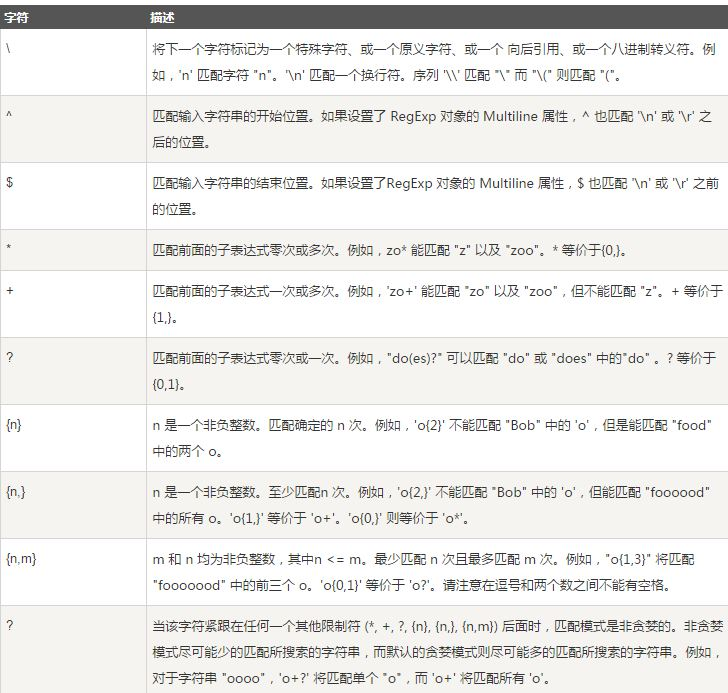 字符 描述
\ 将下一个字符标记为一个特殊字符、或一个原义字符、或一个 向后引用、或一个八进制转义符。例
如，'n' 匹配字符 "n"。'\n' 匹配一个换行符。序列 '\\' 匹配 "\" 而 "\(" 则匹配 "("。
^ 匹配输入字符串的开始位置。如果设置了 RegExp 对象的 Multiline 属性，^ 也匹配 '\n' 或 '\r' 之
后的位置。
$ 匹配输入字符串的结束位置。如果设置了RegExp 对象的 Multiline 属性，$ 也匹配 '\n' 或 '\r' 之前
的位置。
* 匹配前面的子表达式零次或多次。例如，zo* 能匹配 "z" 以及 "zoo"。* 等价于{0,}。
+ 匹配前面的子表达式一次或多次。例如，'zo+' 能匹配 "zo" 以及 "zoo"，但不能匹配 "z"。+ 等价于
{1,}。
? 匹配前面的子表达式零次或一次。例如，"do(es)?" 可以匹配 "do" 或 "does" 中的"do" 。? 等价于
{0,1}。
{n} n 是一个非负整数。匹配确定的 n 次。例如，'o{2}' 不能匹配 "Bob" 中的 'o'，但是能匹配 "food"
中的两个 o。
{n,} n 是一个非负整数。至少匹配n 次。例如，'o{2,}' 不能匹配 "Bob" 中的 'o'，但能匹配 "foooood"
中的所有 o。'o{1,}' 等价于 'o+'。'o{0,}' 则等价于 'o*'。
{n,m} m 和 n 均为非负整数，其中n <= m。最少匹配 n 次且最多匹配 m 次。例如，"o{1,3}" 将匹配
"fooooood" 中的前三个 o。'o{0,1}' 等价于 'o?'。请注意在逗号和两个数之间不能有空格。
? 当该字符紧跟在任何一个其他限制符 (*, +, ?, {n}, {n,}, {n,m}) 后面时，匹配模式是非贪婪的。非贪婪
模式尽可能少的匹配所搜索的字符串，而默认的贪婪模式则尽可能多的匹配所搜索的字符串。例如，
对于字符串 "oooo"，'o+?' 将匹配单个 "o"，而 'o+' 将匹配所有 'o'。